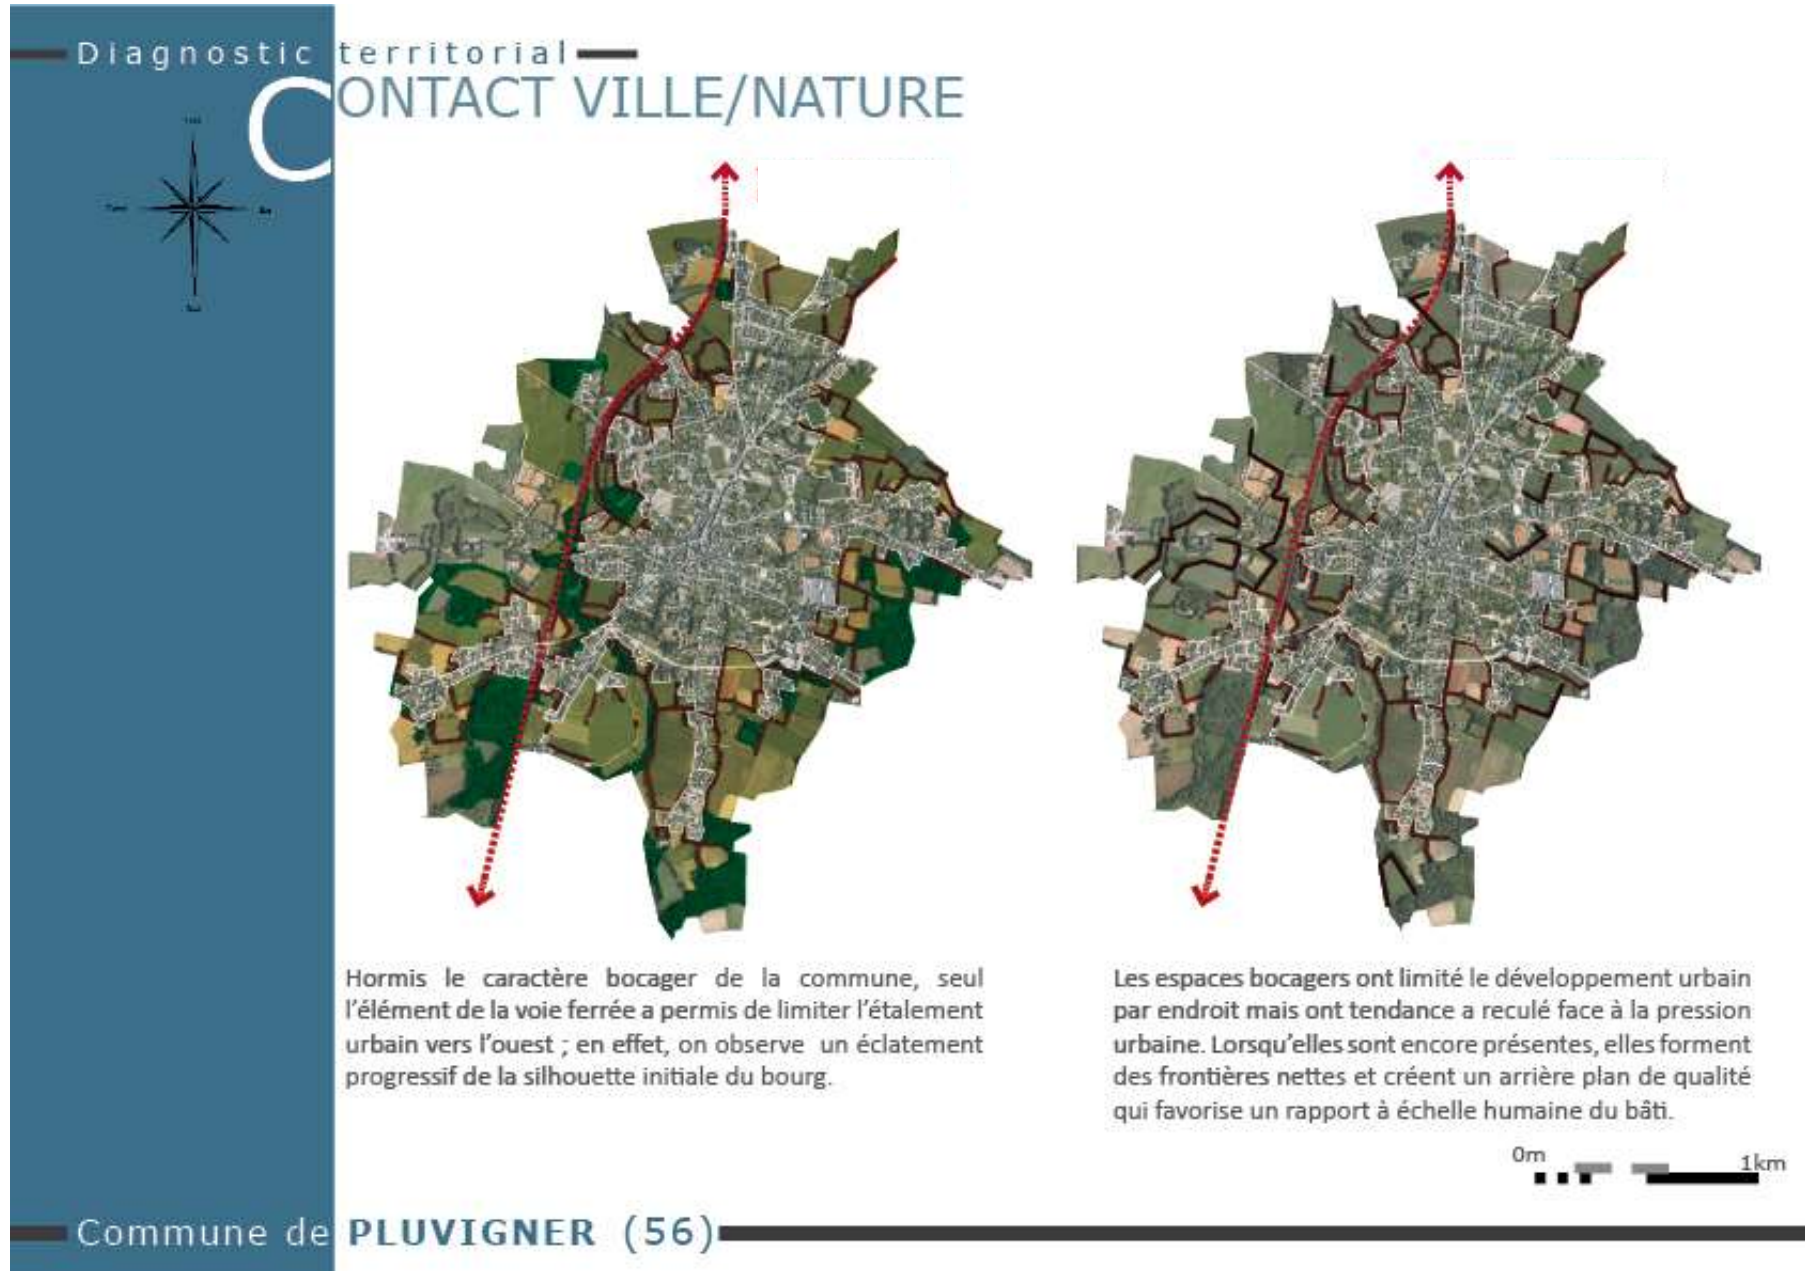 Diagnostic territorial
CONTACT VILLE/NATURE
Hormis le caractère bocager de la commune, seul
l'élément de la voie ferrée a permis de limiter l'étalement
urbain vers l'ouest ; en effet, on observe un éclatement
progressif de la silhouette initiale du bourg.
Les espaces bocagers ont limité le développement urbain
par endroit mais ont tendance a reculé face à la pression
urbaine. Lorsqu'elles sont encore présentes, elles forment
des frontières nettes et créent un arrière plan de qualité
qui favorise un rapport à échelle humaine du bâti.
0m 1km
Commune de PLUVIGNER (56)